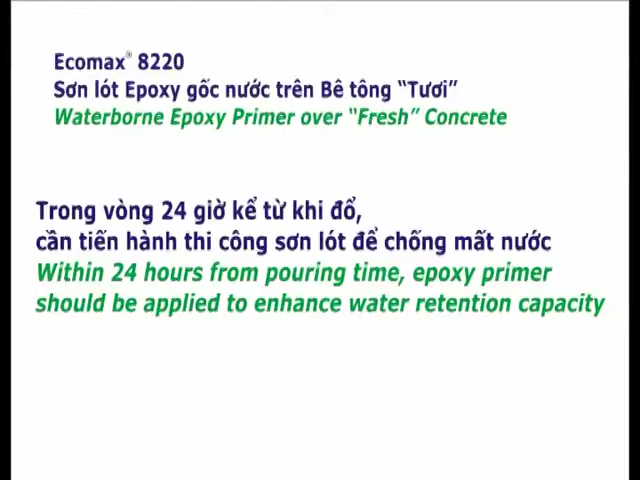 Ecomax® 8220
Sơn lót Epoxy gốc nước trên Bê tông “Tươi”
Waterborne Epoxy Primer over “Fresh” Concrete
Trong vòng 24 giờ kể từ khi đổ,
cần tiến hành thi công sơn lót để chống mất nước
Within 24 hours from pouring time, epoxy primer
should be applied to enhance water retention capacity